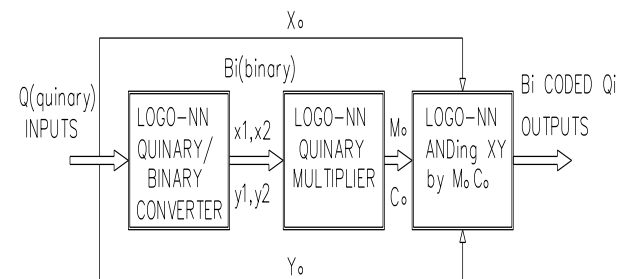 Xo
Q(quinary)
INPUTS
LOGO-NN
QUINARY/
BINARY
CONVERTER
Bi(binary)
x1,x2
y1,y2
LOGO-NN
QUINARY
MULTIPLIER
Mo
Co
LOGO-NN
ANDing XY
by MoCo
Bi CODED Qi
OUTPUTS
Yo